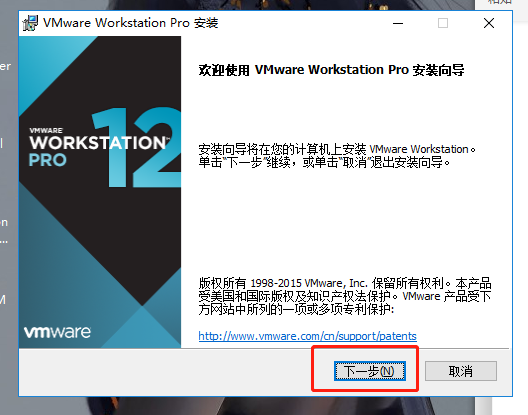 粘贴
VMware Workstation Pro 安装
er
欢迎使用 VMware Workstation Pro 安装向导
VMWARE
WORKSTATION
PRO
12
安装向导将在您的计算机上安装 VMware Workstation。
单击“下一步”继续，或单击“取消”退出安装向导。
en
...
版权所有 1998-2015 VMware, Inc. 保留所有权利。本产品
受美国和国际版权及知识产权法保护。VMware 产品受下
方网站中所列的一项或多项专利保护:
http://www.vmware.com/cn/support/patents
vmware
下一步(N)
取消